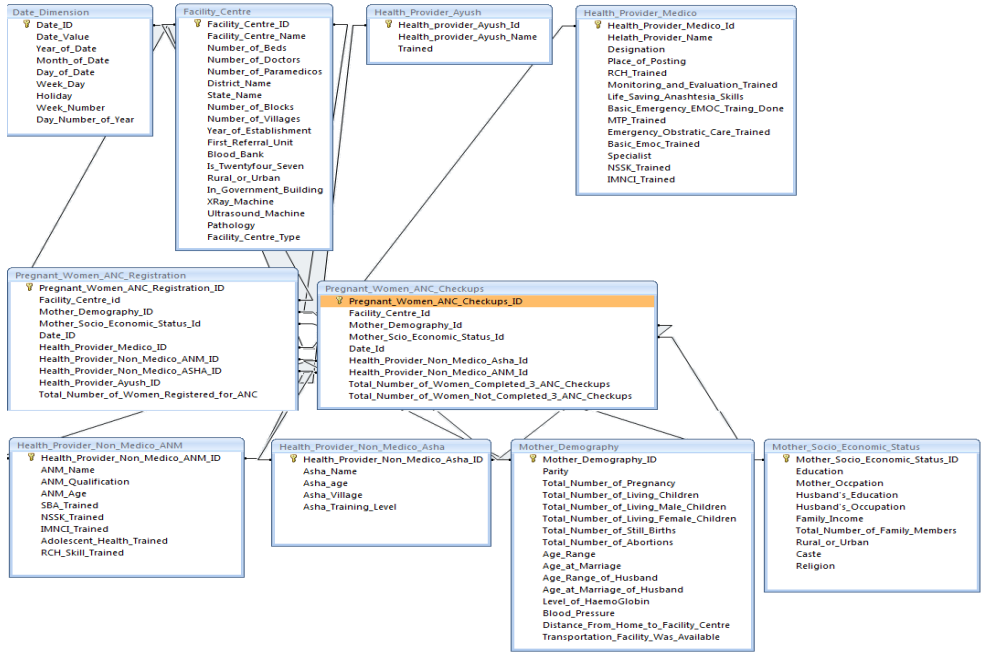 Date_Dimension
Date_ID
Date_Value
Year_of_Date
Month_of_Date
Day_of_Date
Week_Day
Holiday
Week_Number
Day_Number_of_Year
Facility_Centre
Facility_Centre_ID
Facility_Centre_Name
Number_of_Beds
Number_of_Doctors
Number_of_Paramedicos
District_Name
State_Name
Number_of_Blocks
Number_of_Villages
Year_of_Establishment
First_Referral_Unit
Blood_Bank
Is_Twentyfour_Seven
Rural_or_Urban
In_Government_Building
XRay_Machine
Ultrasound_Machine
Pathology
Facility_Centre_Type
Health_Provider_Ayush
Health_provider_Ayush_Id
Health_provider_Ayush_Name
Trained
Health_Provider_Medico
Health_Provider_Medico_Id
Helath_Provider_Name
Designation
Place_of_Posting
RCH_Trained
Monitoring_and_Evaluation_Trained
Life_Saving_Anashtesia_Skills
Basic_Emergency_EMOC_Traing_Done
MTP_Trained
Emergency_Obstratic_Care_Trained
Basic_Emoc_Trained
Specialist
NSSK_Trained
IMNCI_Trained
Pregnant_Women_ANC_Registration
Pregnant_Women_ANC_Registration_ID
Facility_Centre_id
Mother_Demography_ID
Mother_Socio_Economic_Status_Id
Date_ID
Health_Provider_Medico_ID
Health_Provider_Non_Medico_ANM_ID
Health_Provider_Non_Medico_ASHA_ID
Health_Provider_Ayush_ID
Total_Number_of_Women_Registered_for_ANC
Pregnant_Women_ANC_Checkups
Pregnant_Women_ANC_Checkups_ID
Facility_Centre_Id
Mother_Demography_Id
Mother_Scio_Economic_Status_Id
Date_Id
Health_Provider_Non_Medico_Asha_Id
Health_Provider_Non_Medico_ANM_Id
Total_Number_of_Women_Completed_3_ANC_Checkups
Total_Number_of_Women_Not_Completed_3_ANC_Checkups
Health_Provider_Non_Medico_ANM
Health_Provider_Non_Medico_ANM_ID
ANM_Name
ANM_Qualification
ANM_Age
SBA_Trained
NSSK_Trained
IMNCI_Trained
Adolescent_Health_Trained
RCH_Skill_Trained
Health_Provider_Non_Medico_Asha
Health_Provider_Non_Medico_Asha_ID
Asha_Name
Asha_age
Asha_Village
Asha_Training_Level
Mother_Demography
Mother_Demography_ID
Parity
Total_Number_of_Pregnancy
Total_Number_of_Living_Children
Total_Number_of_Living_Male_Children
Total_Number_of_Living_Female_Children
Total_Number_of_Still_Births
Total_Number_of_Abortions
Age_Range
Age_at_Marriage
Age_Range_of_Husband
Age_at_Marriage_of_Husband
Level_of_HaemoGlobin
Blood_Pressure
Distance_From_Home_to_Facility_Centre
Transportation_Facility_Was_Available
Mother_Socio_Economic_Status
Mother_Socio_Economic_Status_ID
Education
Mother_Occpation
Husband's_Education
Husband's_Occupation
Family_Income
Total_Number_of_Family_Members
Rural_or_Urban
Caste
Religion